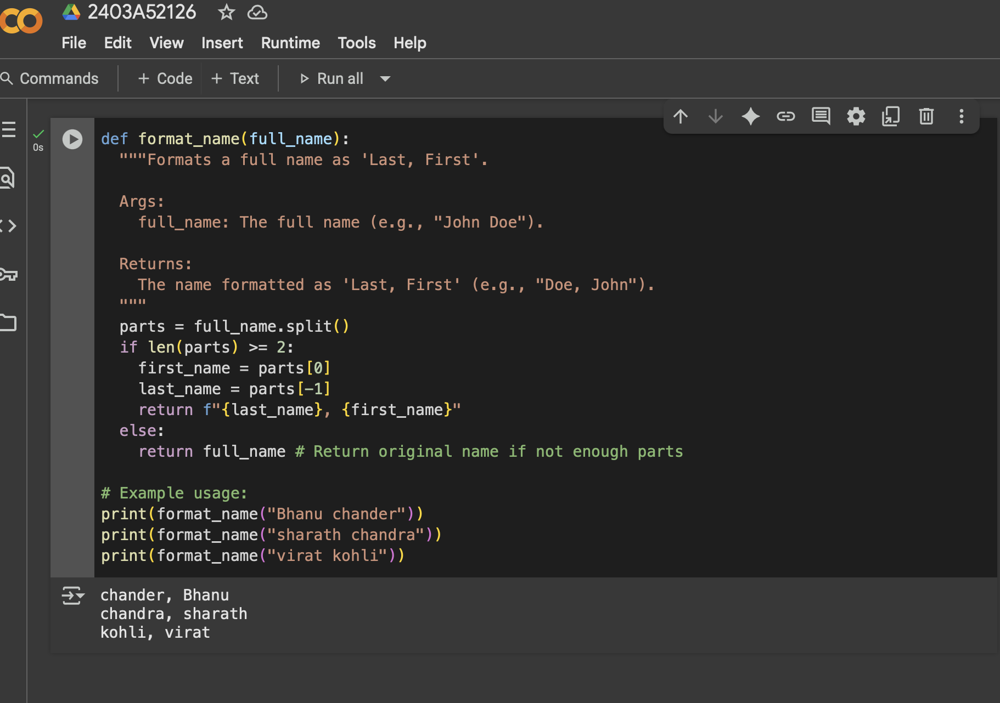 2403A52126
File Edit View Insert Runtime Tools Help
Commands + Code + Text Run all
0s
def format_name(full_name):
  """Formats a full name as 'Last, First'.

  Args:
    full_name: The full name (e.g., "John Doe").

  Returns:
    The name formatted as 'Last, First' (e.g., "Doe, John").
  """
  parts = full_name.split()
  if len(parts) >= 2:
    first_name = parts[0]
    last_name = parts[-1]
    return f"{last_name}, {first_name}"
  else:
    return full_name # Return original name if not enough parts

# Example usage:
print(format_name("Bhanu chander"))
print(format_name("sharath chandra"))
print(format_name("virat kohli"))
chander, Bhanu
chandra, sharath
kohli, virat